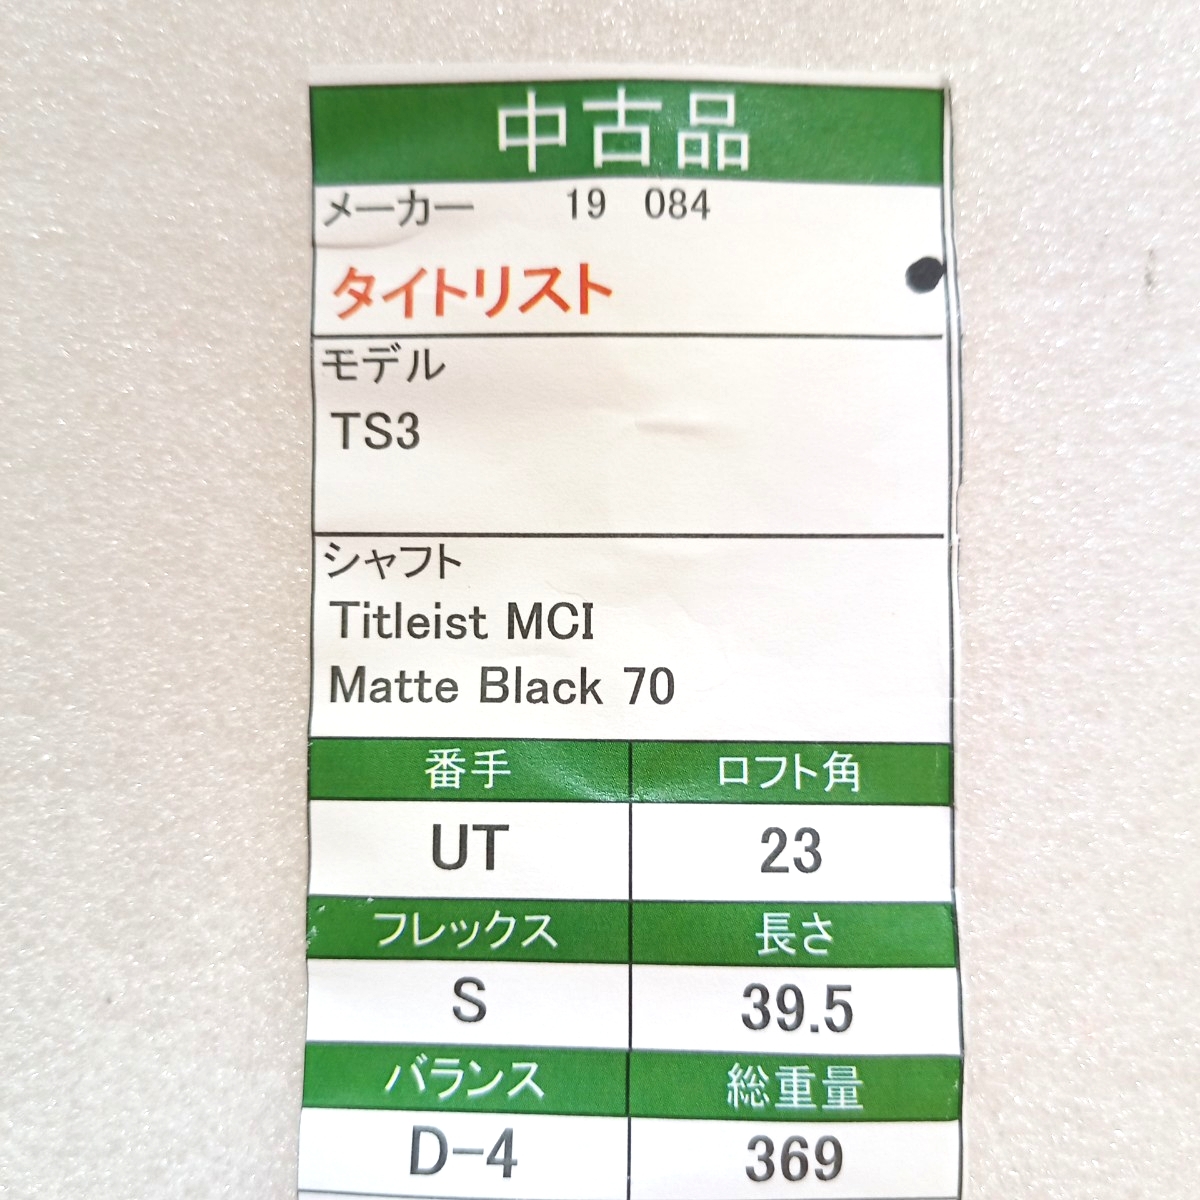 中古品
メーカー 19 084
タイトリスト
モデル
TS3
シャフト
Titleist MCI
Matte Black 70
番手 ロフト角
UT 23
フレックス 長さ
S 39.5
バランス 総重量
D-4 369